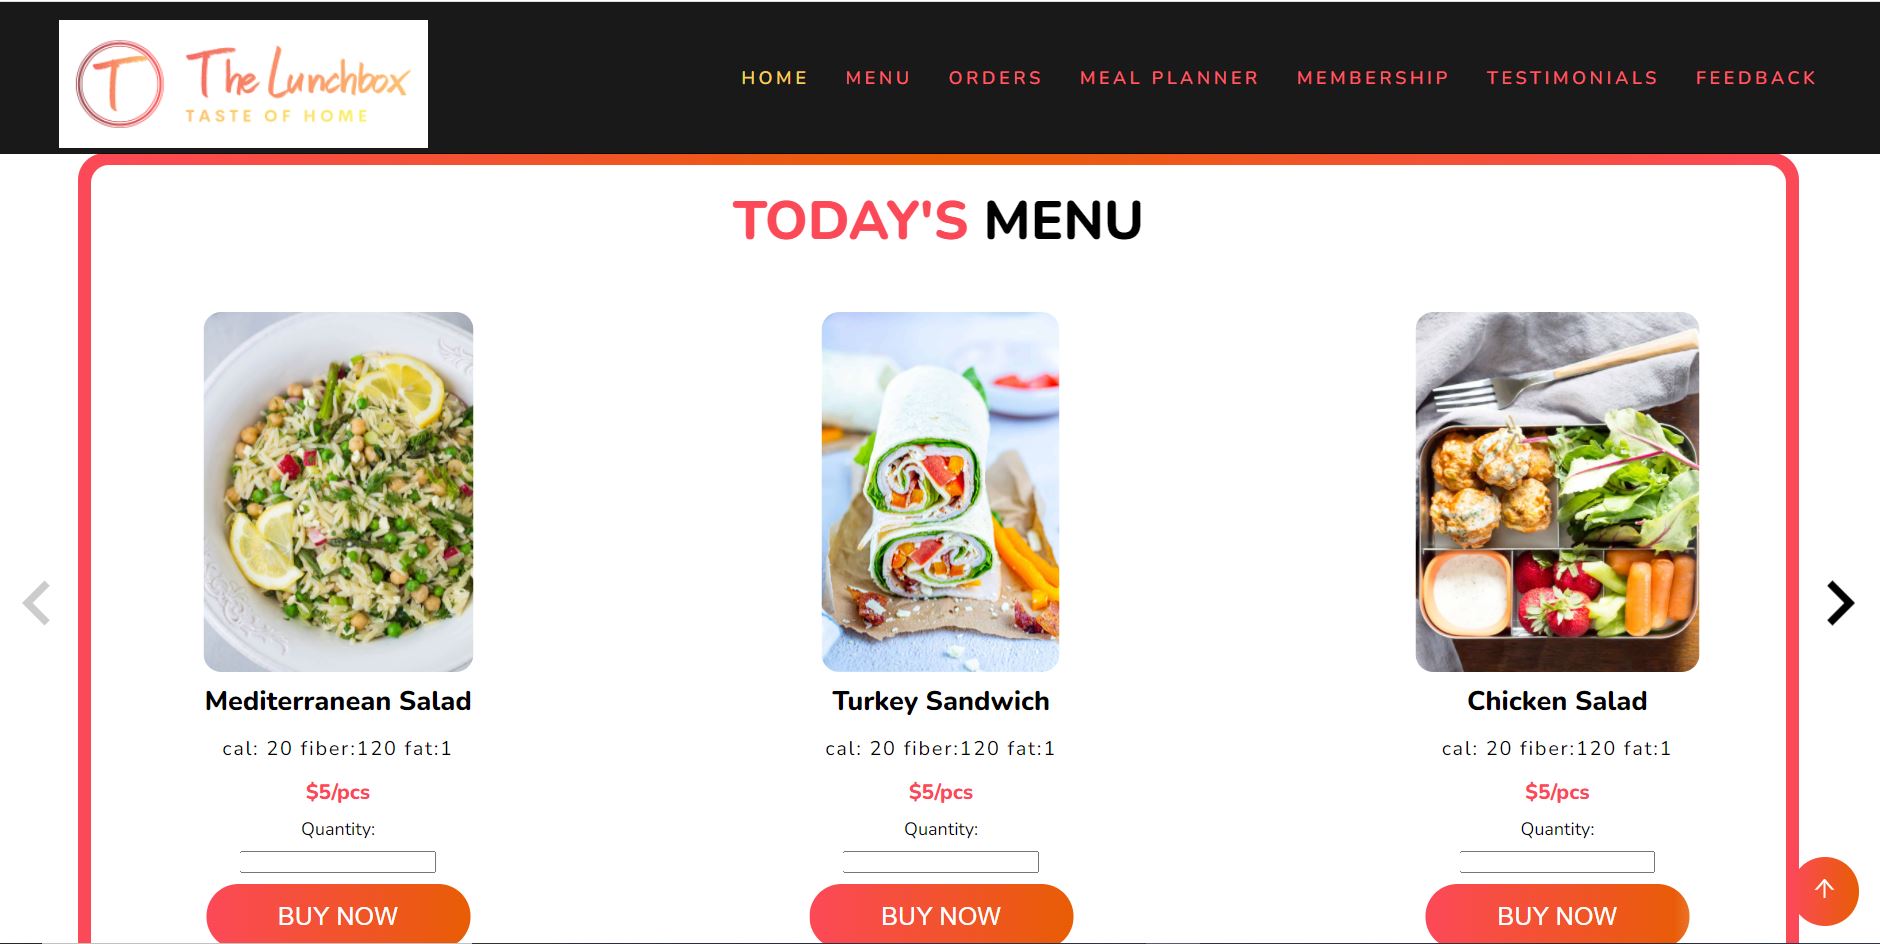 T The Lunchbox
TASTE OF HOME
HOME MENU ORDERS MEAL PLANNER MEMBERSHIP TESTIMONIALS FEEDBACK
TODAY'S MENU
Mediterranean Salad
cal: 20 fiber:120 fat:1
$5/pcs
Quantity:
BUY NOW
Turkey Sandwich
cal: 20 fiber:120 fat:1
$5/pcs
Quantity:
BUY NOW
Chicken Salad
cal: 20 fiber:120 fat:1
$5/pcs
Quantity:
BUY NOW